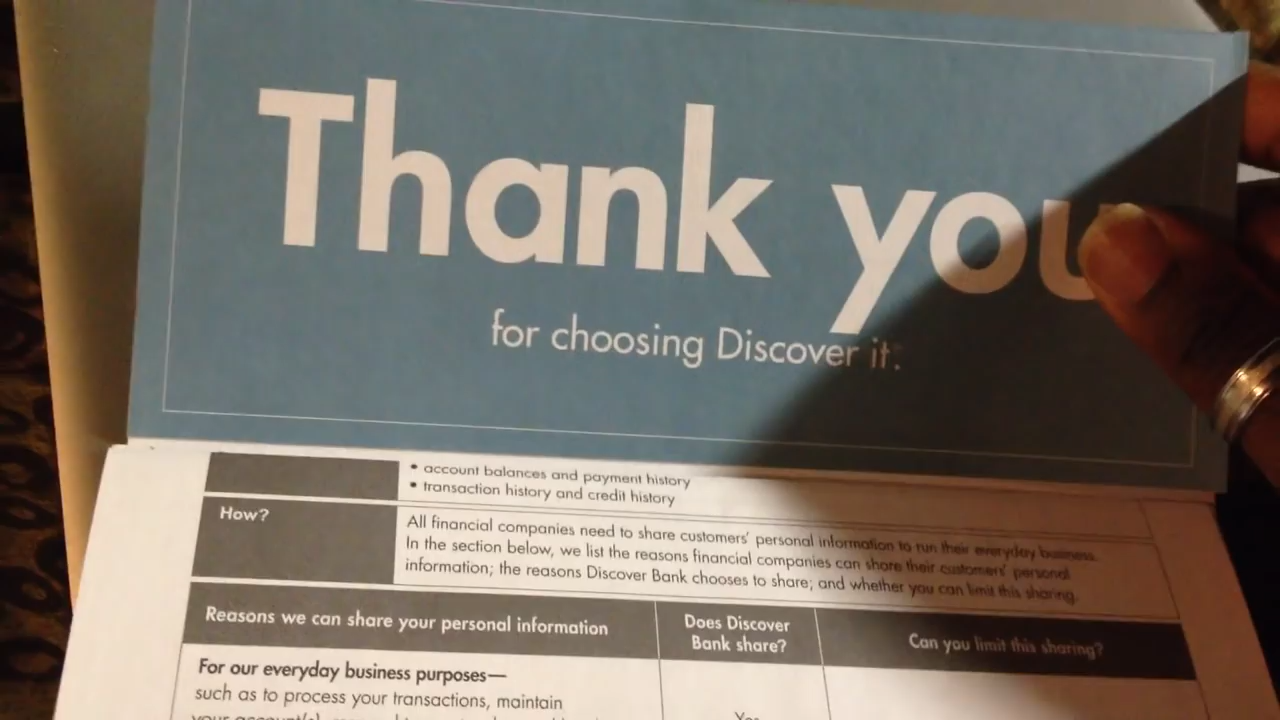 Thank you
for choosing Discover it.
• account balances and payment history
• transaction history and credit history
How?
All financial companies need to share customers' personal information to run their everyday business.
In the section below, we list the reasons financial companies can share their customers' personal
information; the reasons Discover Bank chooses to share; and whether you can limit this sharing.
Reasons we can share your personal information
Does Discover
Bank share?
Can you limit this sharing?
For our everyday business purposes—
such as to process your transactions, maintain